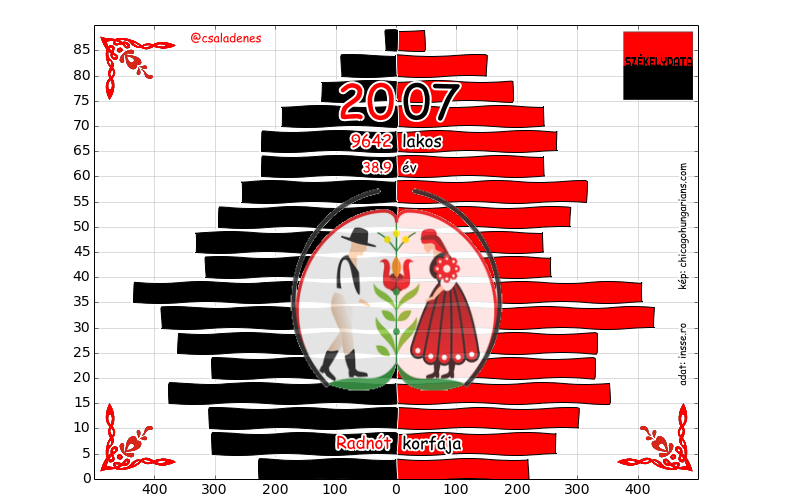 @csaladenes
SZÉKELYDATA
2007
9642 lakos
38.9 év
kép: chicagohungarians.com
adat: insse.ro
Radnót korfája
85
80
75
70
65
60
55
50
45
40
35
30
25
20
15
10
5
0
400 300 200 100 0 100 200 300 400